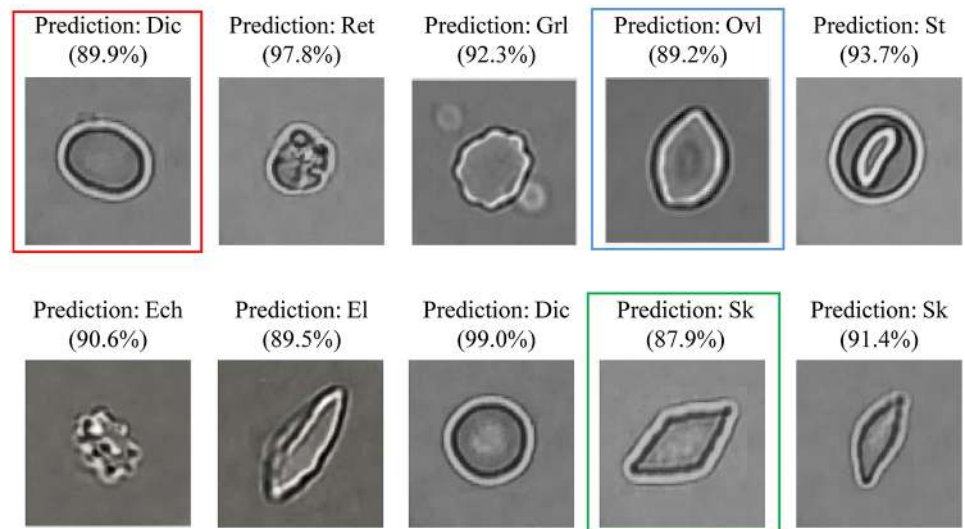 Prediction: Dic
(89.9%)
Prediction: Ret
(97.8%)
Prediction: Grl
(92.3%)
Prediction: Ovl
(89.2%)
Prediction: St
(93.7%)
Prediction: Ech
(90.6%)
Prediction: El
(89.5%)
Prediction: Dic
(99.0%)
Prediction: Sk
(87.9%)
Prediction: Sk
(91.4%)